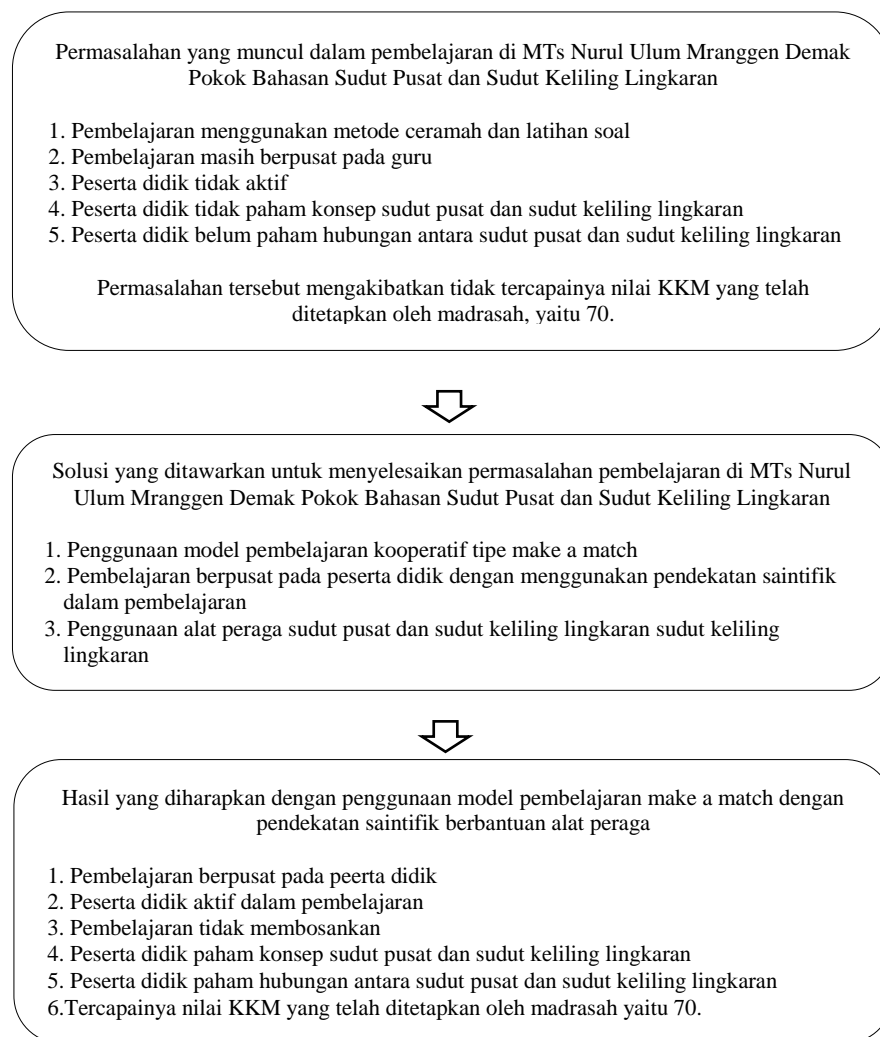 Permasalahan yang muncul dalam pembelajaran di MTs Nurul Ulum Mranggen Demak
Pokok Bahasan Sudut Pusat dan Sudut Keliling Lingkaran
1. Pembelajaran menggunakan metode ceramah dan latihan soal
2. Pembelajaran masih berpusat pada guru
3. Peserta didik tidak aktif
4. Peserta didik tidak paham konsep sudut pusat dan sudut keliling lingkaran
5. Peserta didik belum paham hubungan antara sudut pusat dan sudut keliling lingkaran
Permasalahan tersebut mengakibatkan tidak tercapainya nilai KKM yang telah
ditetapkan oleh madrasah, yaitu 70.
Solusi yang ditawarkan untuk menyelesaikan permasalahan pembelajaran di MTs Nurul
Ulum Mranggen Demak Pokok Bahasan Sudut Pusat dan Sudut Keliling Lingkaran
1. Penggunaan model pembelajaran kooperatif tipe make a match
2. Pembelajaran berpusat pada peserta didik dengan menggunakan pendekatan saintifik
dalam pembelajaran
3. Penggunaan alat peraga sudut pusat dan sudut keliling lingkaran sudut keliling
lingkaran
Hasil yang diharapkan dengan penggunaan model pembelajaran make a match dengan
pendekatan saintifik berbantuan alat peraga
1. Pembelajaran berpusat pada peerta didik
2. Peserta didik aktif dalam pembelajaran
3. Pembelajaran tidak membosankan
4. Peserta didik paham konsep sudut pusat dan sudut keliling lingkaran
5. Peserta didik paham hubungan antara sudut pusat dan sudut keliling lingkaran
6.Tercapainya nilai KKM yang telah ditetapkan oleh madrasah yaitu 70.